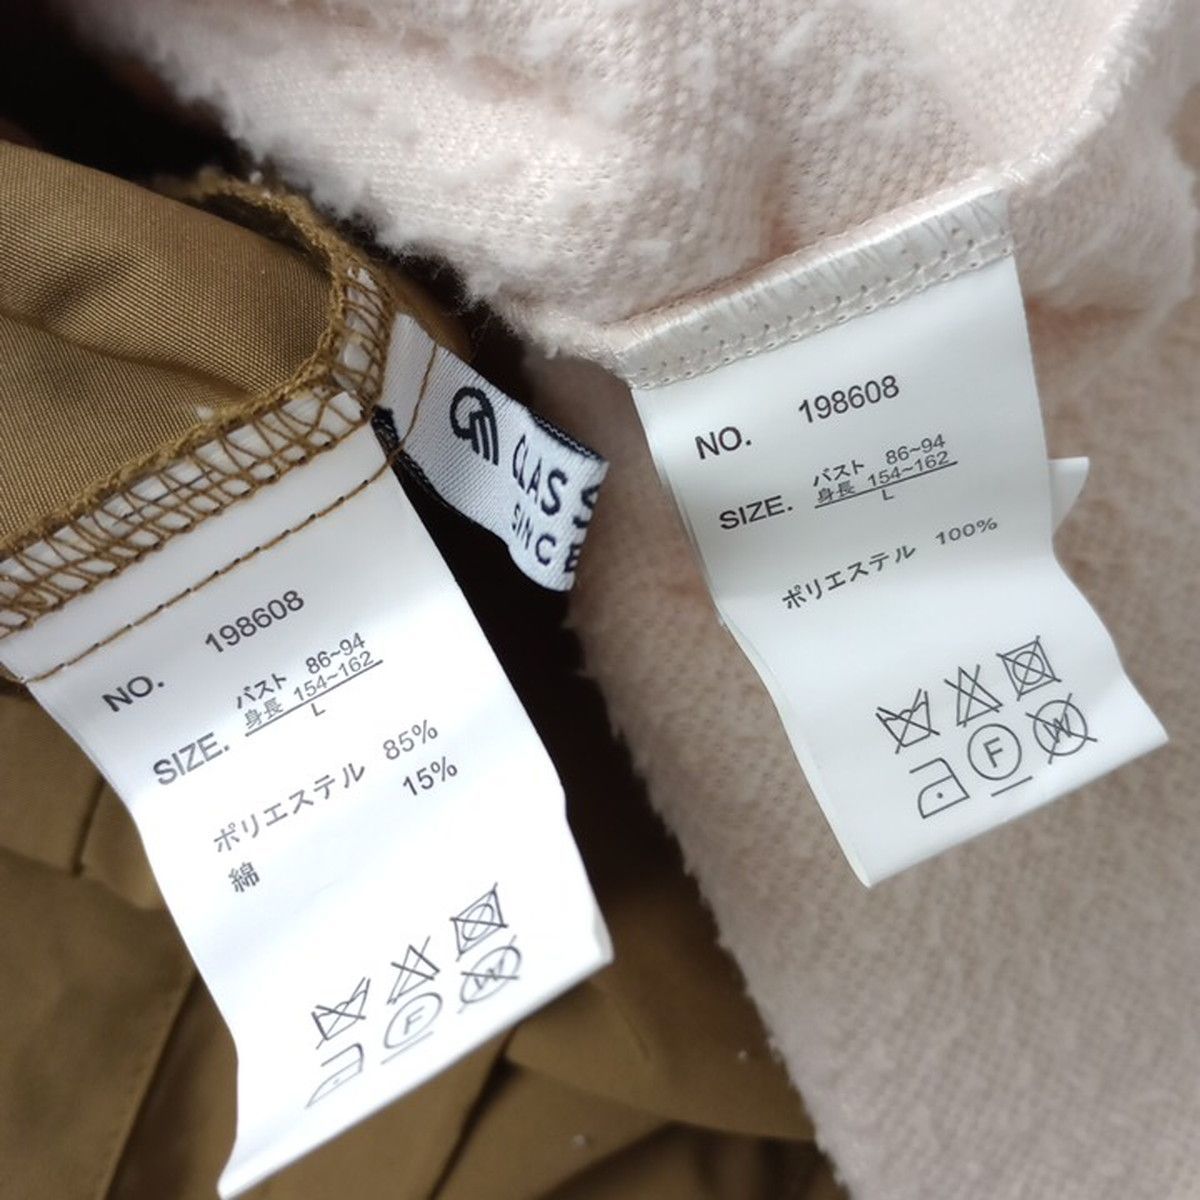 NO. 198608
SIZE. バスト 86~94
身長 154~162
L
ポリエステル 85%
綿 15%
F
W
CLAS
SINC
NO. 198608
SIZE. バスト 86~94
身長 154~162
L
ポリエステル 100%
F
W